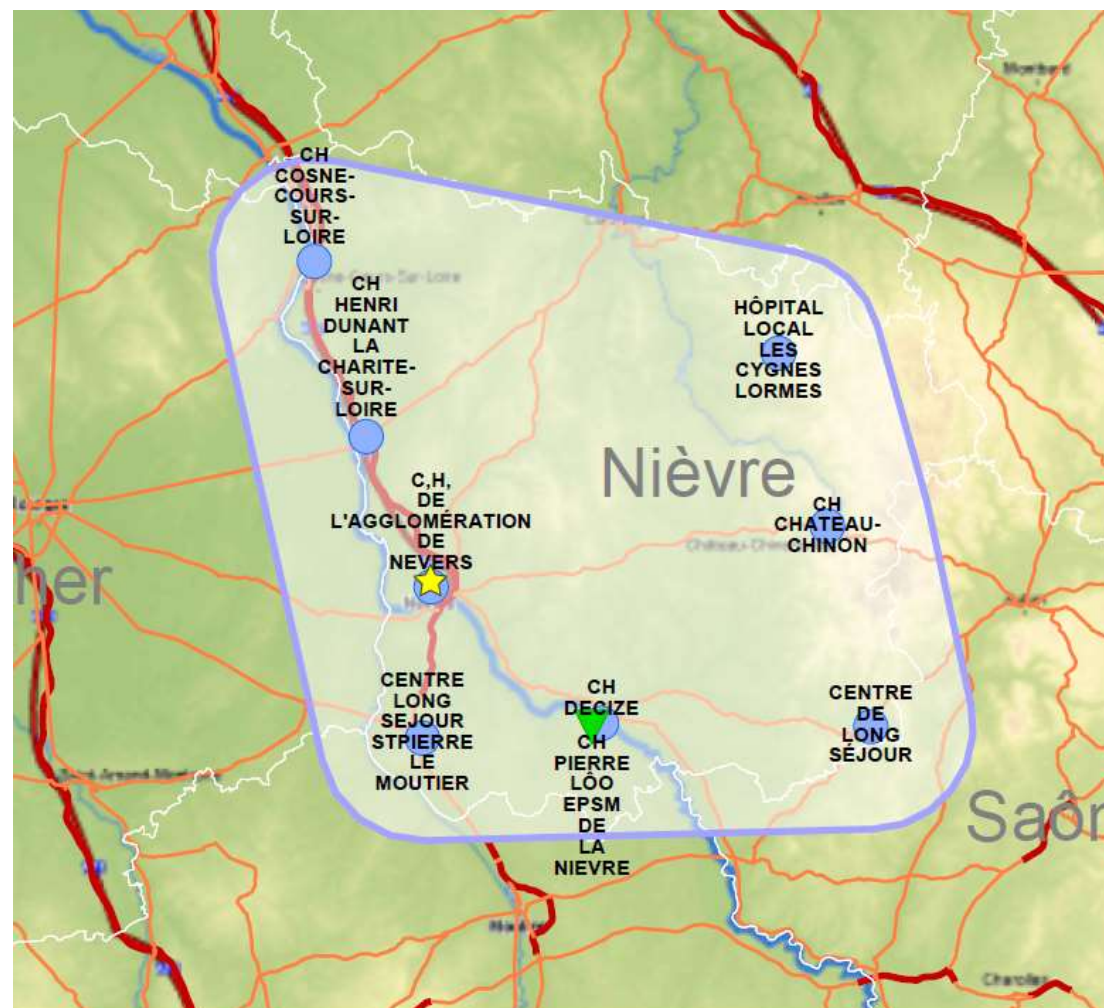 Montbard
CH
COSNE-
COURS-
SUR-
LOIRE
CH
HENRI
DUNANT
LA
CHARITE-
SUR-
LOIRE
HÔPITAL
LOCAL
LES
CYGNES
LORMES
Nièvre
C,H,
DE
L'AGGLOMÉRATION
DE
NEVERS
CH
CHATEAU-
CHINON
her
CENTRE
LONG
SEJOUR
STPIERRE
LE
MOUTIER
CH
DECIZE
CH
PIERRE
LÔO
EPSM
DE
LA
NIEVRE
CENTRE
DE
LONG
SÉJOUR
Saôn
Charolles